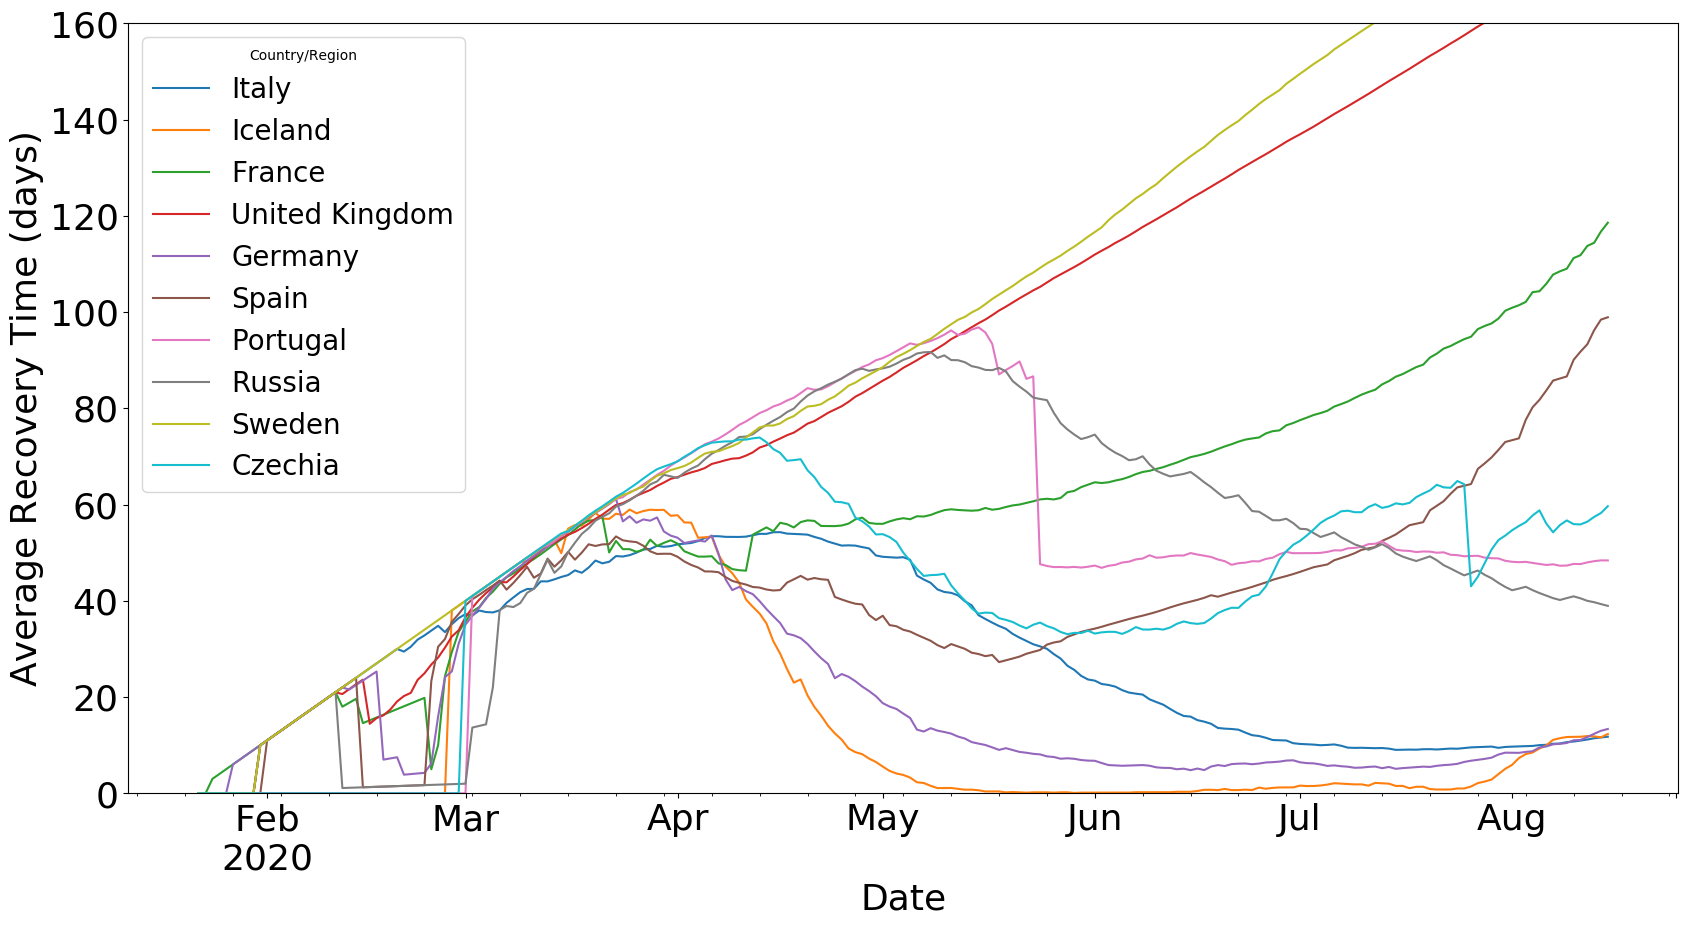 Average Recovery Time (days)
160
140
120
100
80
60
40
20
0
Country/Region
Italy
Iceland
France
United Kingdom
Germany
Spain
Portugal
Russia
Sweden
Czechia
Feb Mar Apr May Jun Jul Aug
2020
Date